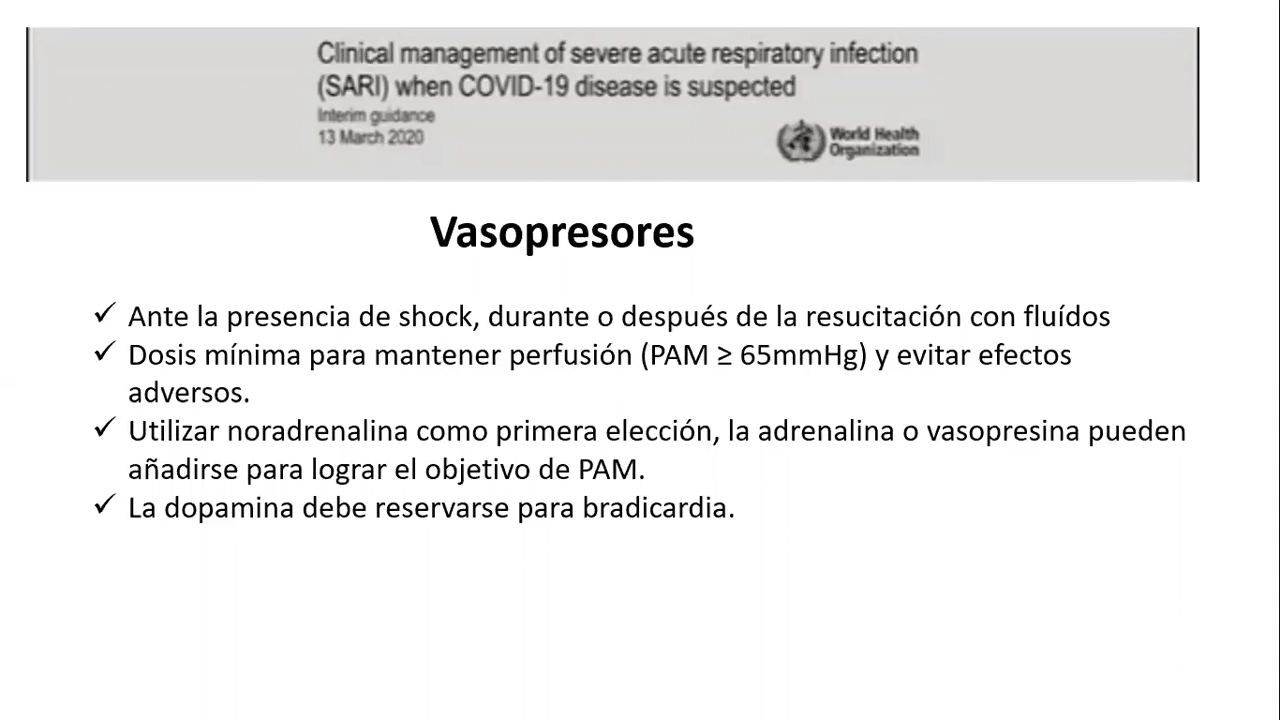 Clinical management of severe acute respiratory infection
(SARI) when COVID-19 disease is suspected
Interim guidance
13 March 2020
World Health
Organization
Vasopresores
✓ Ante la presencia de shock, durante o después de la resucitación con fluídos
✓ Dosis mínima para mantener perfusión (PAM ≥ 65mmHg) y evitar efectos
adversos.
✓ Utilizar noradrenalina como primera elección, la adrenalina o vasopresina pueden
añadirse para lograr el objetivo de PAM.
✓ La dopamina debe reservarse para bradicardia.